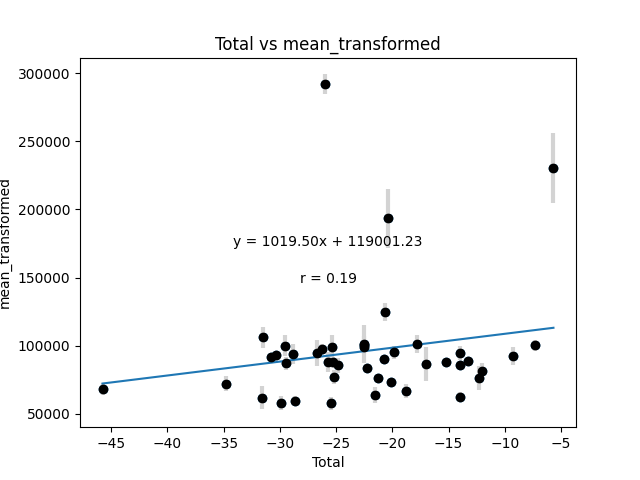 Total vs mean_transformed
300000
250000
200000
150000
100000
50000
mean_transformed
y = 1019.50x + 119001.23
r = 0.19
−45 −40 −35 −30 −25 −20 −15 −10 −5
Total